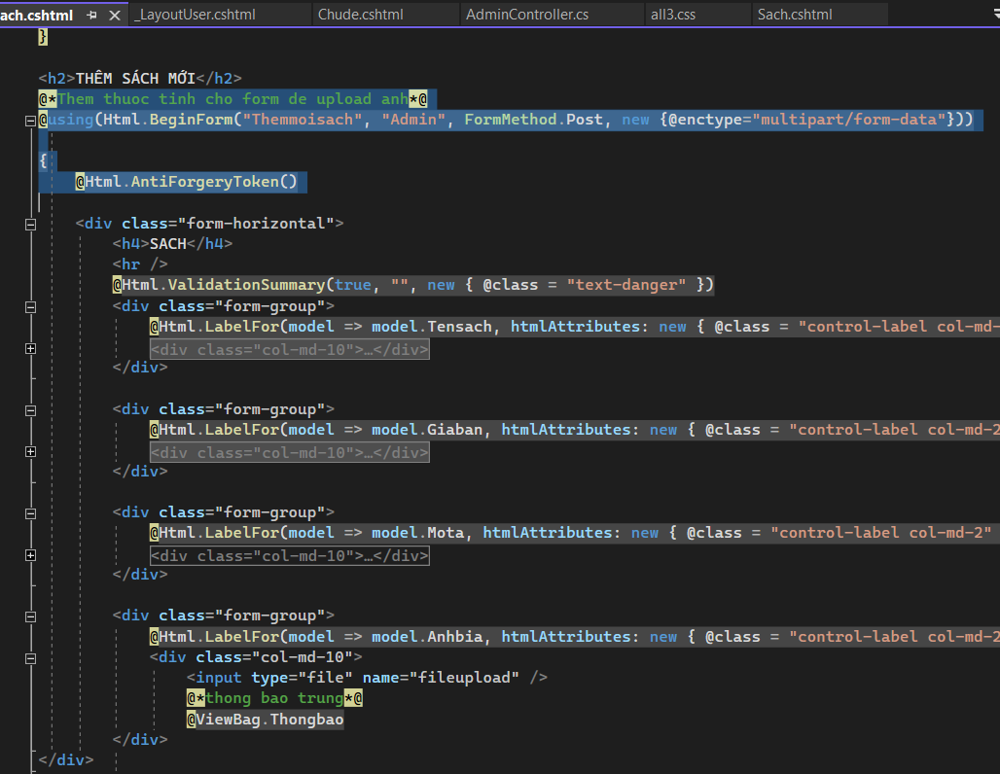 ach.cshtml
_LayoutUser.cshtml
Chude.cshtml
AdminController.cs
all3.css
Sach.cshtml
}
<h2>THÊM SÁCH MỚI</h2>
@*Them thuoc tinh cho form de upload anh*@
@using(Html.BeginForm("Themmoisach", "Admin", FormMethod.Post, new {@enctype="multipart/form-data"}))
{
@Html.AntiForgeryToken()
<div class="form-horizontal">
<h4>SACH</h4>
<hr />
@Html.ValidationSummary(true, "", new { @class = "text-danger" })
<div class="form-group">
@Html.LabelFor(model => model.Tensach, htmlAttributes: new { @class = "control-label col-md-
<div class="col-md-10">…</div>
</div>
<div class="form-group">
@Html.LabelFor(model => model.Giaban, htmlAttributes: new { @class = "control-label col-md-2
<div class="col-md-10">…</div>
</div>
<div class="form-group">
@Html.LabelFor(model => model.Mota, htmlAttributes: new { @class = "control-label col-md-2"
<div class="col-md-10">…</div>
</div>
<div class="form-group">
@Html.LabelFor(model => model.Anhbia, htmlAttributes: new { @class = "control-label col-md-2
<div class="col-md-10">
<input type="file" name="fileupload" />
@*thong bao trung*@
@ViewBag.Thongbao
</div>
</div>